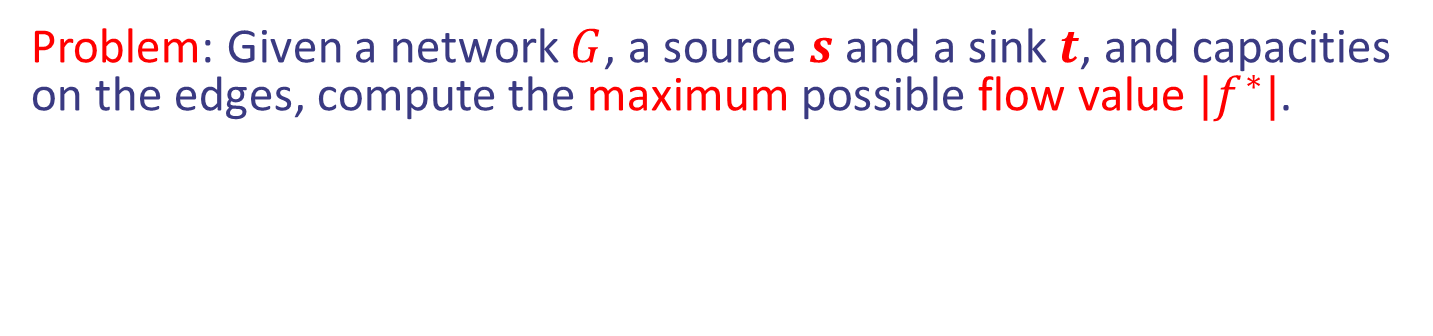 Problem: Given a network G, a source s and a sink t, and capacities
on the edges, compute the maximum possible flow value |f*|.